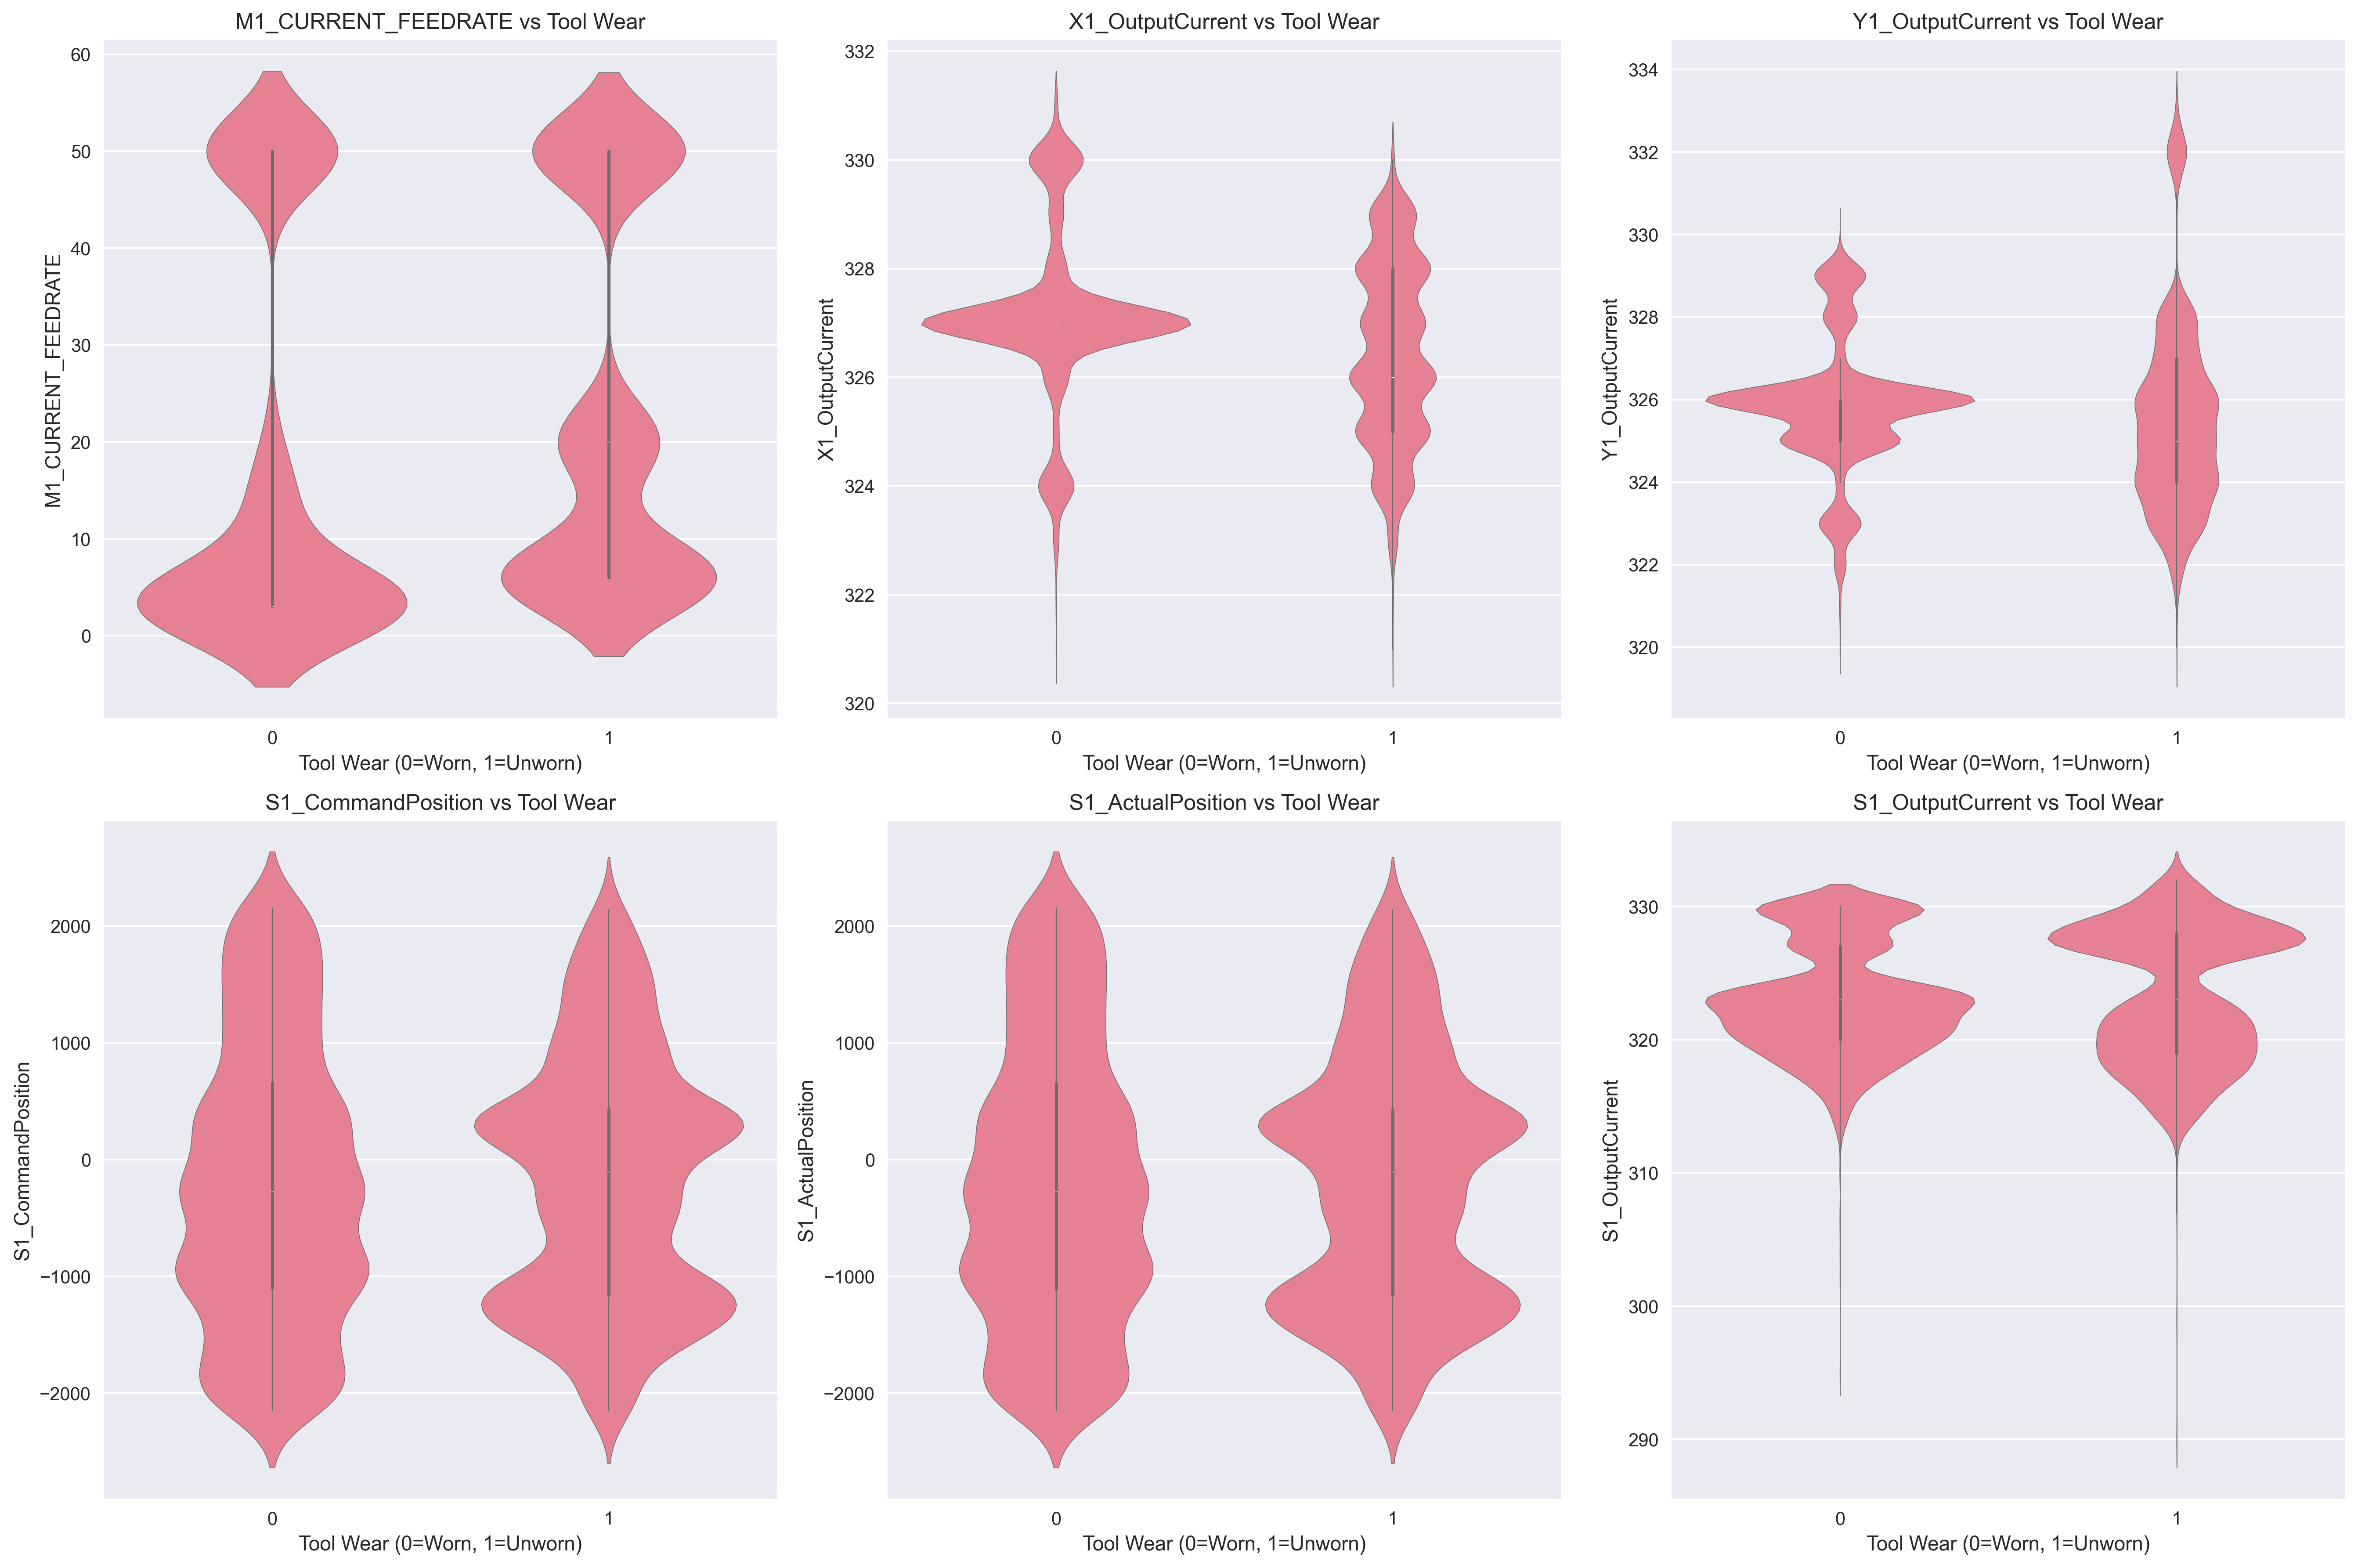 M1_CURRENT_FEEDRATE vs Tool Wear
60
50
40
30
20
10
0
M1_CURRENT_FEEDRATE
0 1
Tool Wear (0=Worn, 1=Unworn)
X1_OutputCurrent vs Tool Wear
332
330
328
326
324
322
320
X1_OutputCurrent
0 1
Tool Wear (0=Worn, 1=Unworn)
Y1_OutputCurrent vs Tool Wear
334
332
330
328
326
324
322
320
Y1_OutputCurrent
0 1
Tool Wear (0=Worn, 1=Unworn)
S1_CommandPosition vs Tool Wear
2000
1000
0
−1000
−2000
S1_CommandPosition
0 1
Tool Wear (0=Worn, 1=Unworn)
S1_ActualPosition vs Tool Wear
2000
1000
0
−1000
−2000
S1_ActualPosition
0 1
Tool Wear (0=Worn, 1=Unworn)
S1_OutputCurrent vs Tool Wear
330
320
310
300
290
S1_OutputCurrent
0 1
Tool Wear (0=Worn, 1=Unworn)